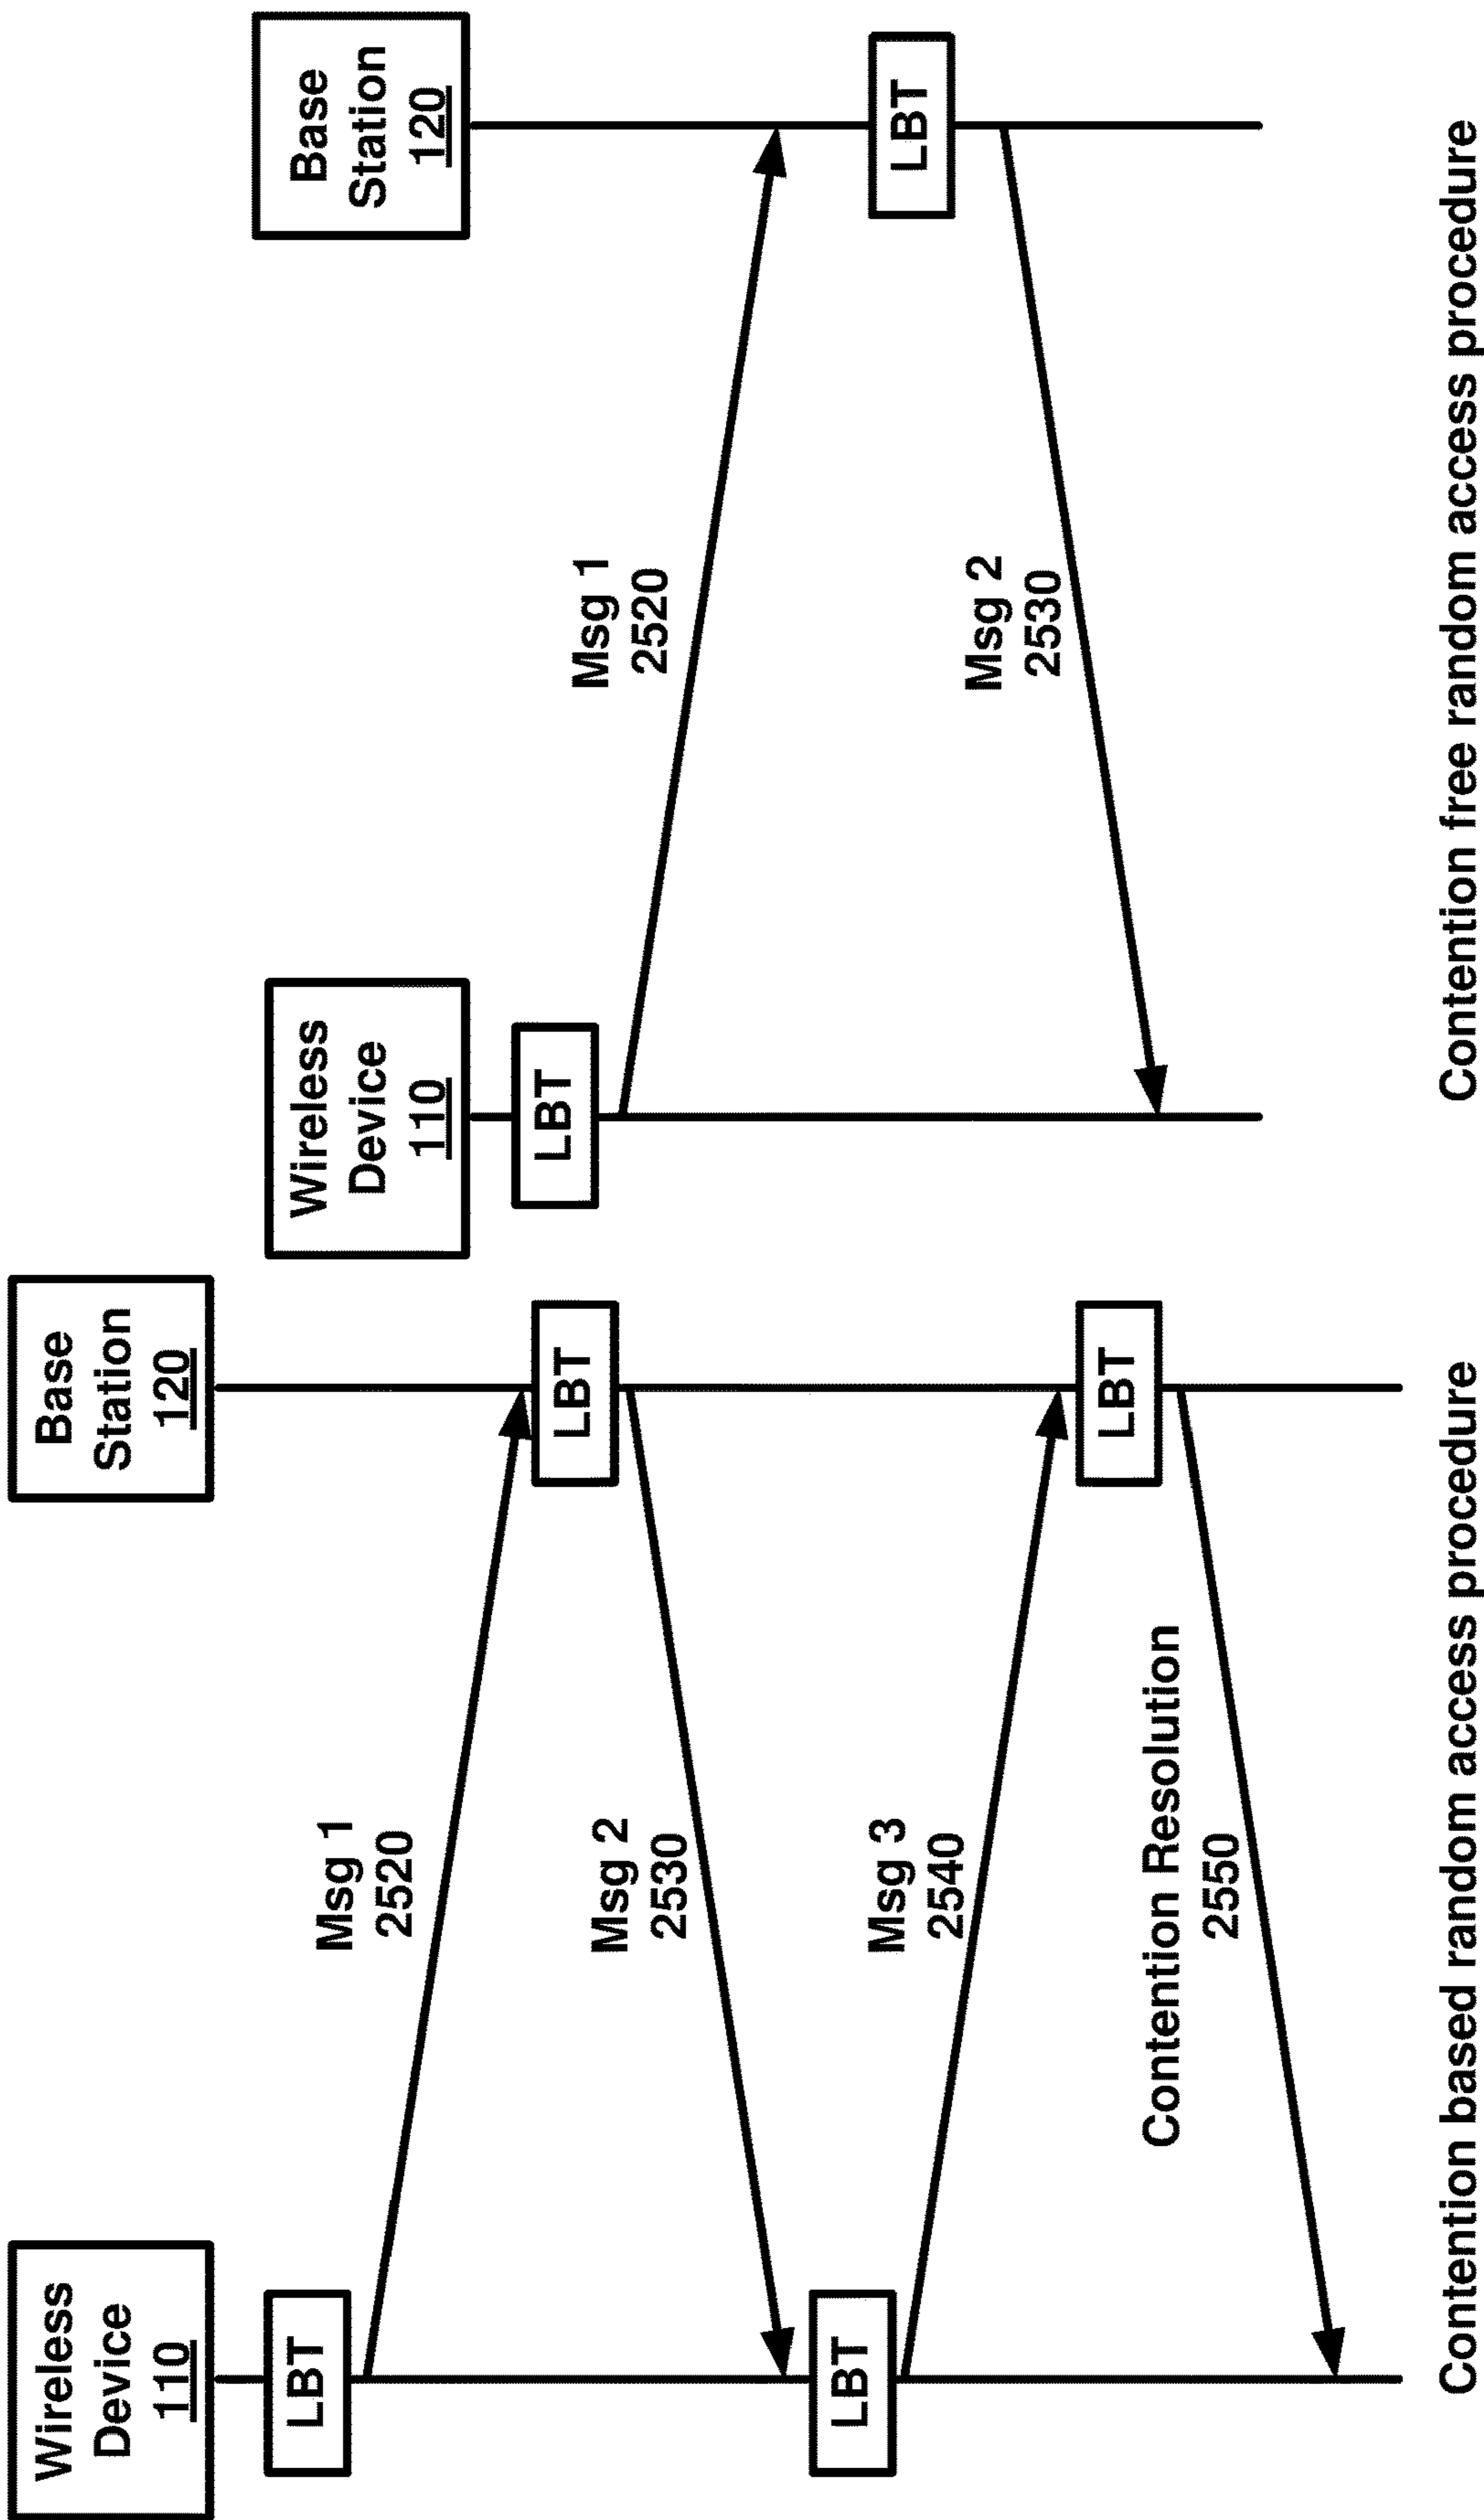 Wireless
Device
110
Base
Station
120
LBT
Msg 1
2520
LBT
Msg 2
2530
LBT
Msg 3
2540
LBT
Contention Resolution
2550
Contention based random access procedure
Wireless
Device
110
Base
Station
120
LBT
Msg 1
2520
LBT
Msg 2
2530
Contention free random access procedure